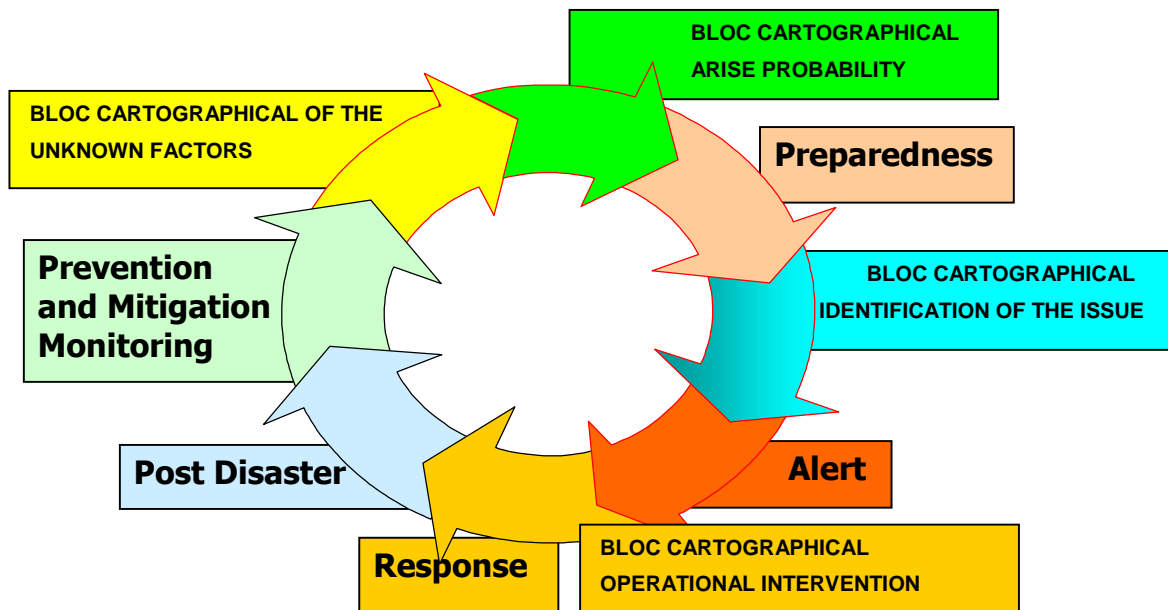 BLOC CARTOGRAPHICAL
ARISE PROBABILITY
BLOC CARTOGRAPHICAL OF THE
UNKNOWN FACTORS
Preparedness
Prevention
and Mitigation
Monitoring
BLOC CARTOGRAPHICAL
IDENTIFICATION OF THE ISSUE
Post Disaster
Alert
Response
BLOC CARTOGRAPHICAL
OPERATIONAL INTERVENTION